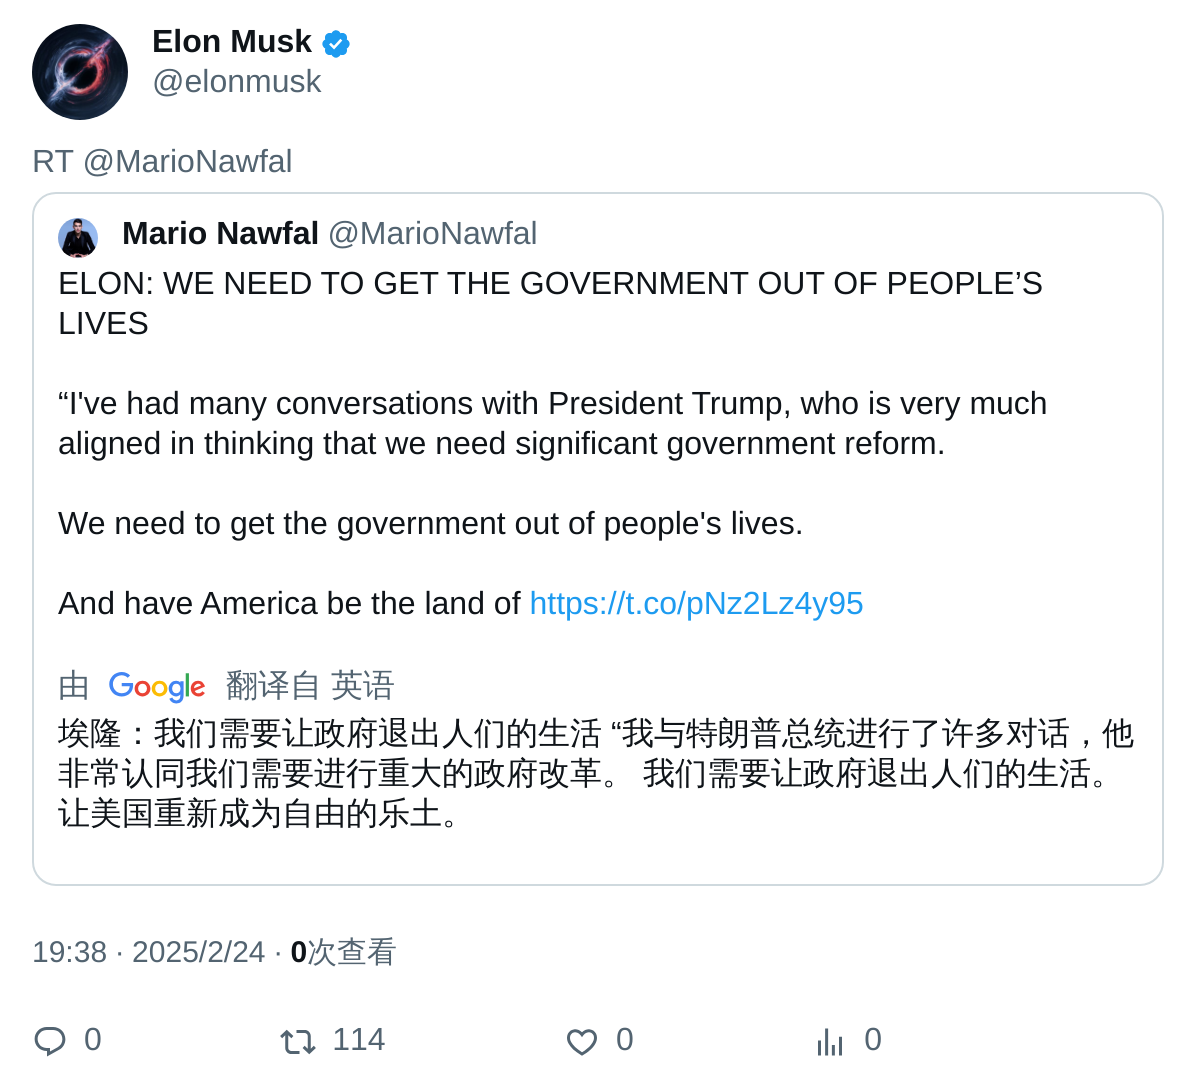 Elon Musk
@elonmusk
RT @MarioNawfal
Mario Nawfal @MarioNawfal
ELON: WE NEED TO GET THE GOVERNMENT OUT OF PEOPLE’S
LIVES
“I've had many conversations with President Trump, who is very much
aligned in thinking that we need significant government reform.
We need to get the government out of people's lives.
And have America be the land of https://t.co/pNz2Lz4y95
由 Google 翻译自 英语
埃隆：我们需要让政府退出人们的生活 “我与特朗普总统进行了许多对话，他
非常认同我们需要进行重大的政府改革。 我们需要让政府退出人们的生活。
让美国重新成为自由的乐土。
19:38 · 2025/2/24 · 0次查看
0 114 0 0